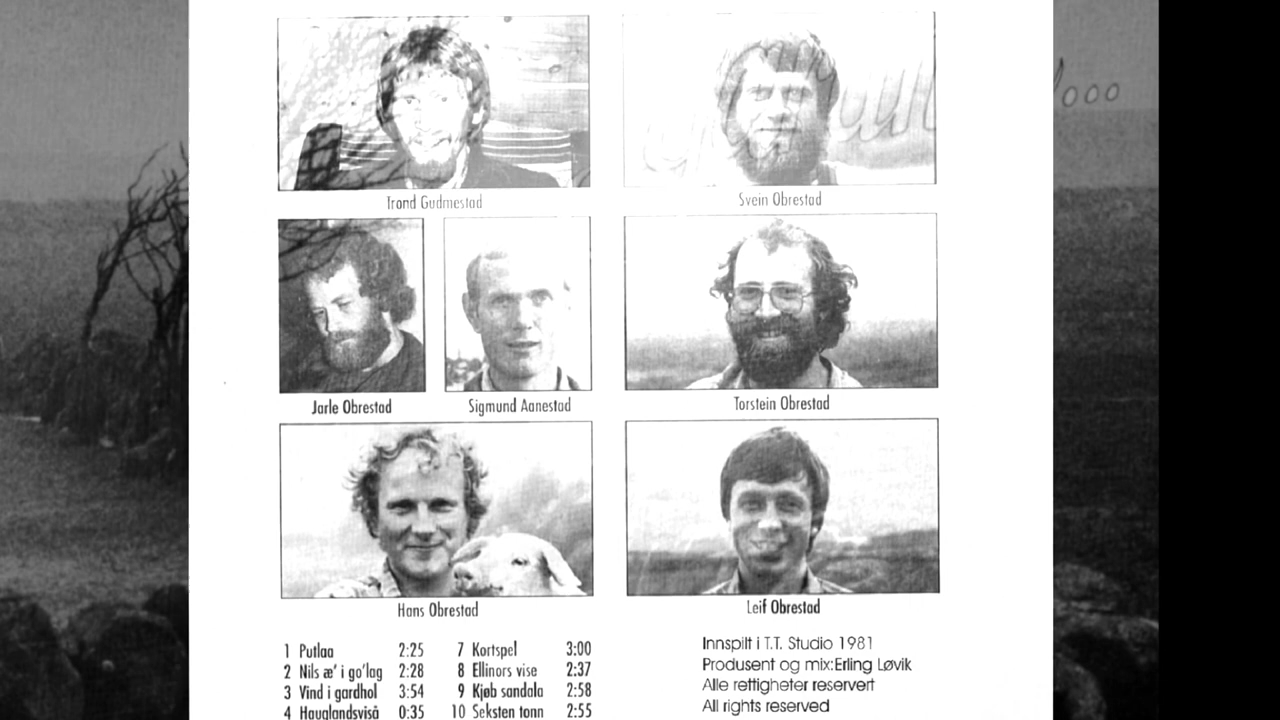 Trond Gudmestad
Svein Obrestad
Jarle Obrestad
Sigmund Aanestad
Torstein Obrestad
Hans Obrestad
Leif Obrestad
1 Putlaa 2:25
2 Nils æ' i go'lag 2:28
3 Vind i gardhol 3:54
4 Hauglandsviså 0:35
7 Kortspel 3:00
8 Ellinors vise 2:37
9 Kjøb sandala 2:58
10 Seksten tonn 2:55
Innspilt i T.T. Studio 1981
Produsent og mix:Erling Løvik
Alle rettigheter reservert
All rights reserved